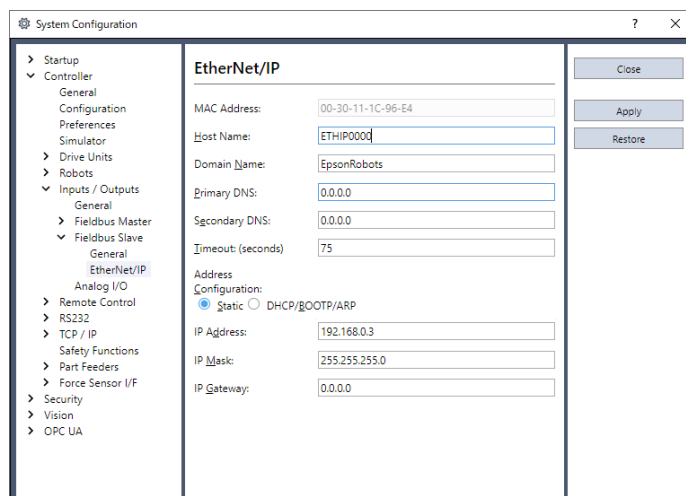 System Configuration
?
Startup
Controller
General
Configuration
Preferences
Simulator
Drive Units
Robots
Inputs / Outputs
General
Fieldbus Master
Fieldbus Slave
General
EtherNet/IP
Analog I/O
Remote Control
RS232
TCP / IP
Safety Functions
Part Feeders
Force Sensor I/F
Security
Vision
OPC UA
EtherNet/IP
MAC Address: 00-30-11-1C-96-E4
Host Name: ETHIP0000
Domain Name: EpsonRobots
Primary DNS: 0.0.0.0
Secondary DNS: 0.0.0.0
Timeout: (seconds) 75
Address
Configuration:
Static DHCP/BOOTP/ARP
IP Address: 192.168.0.3
IP Mask: 255.255.255.0
IP Gateway: 0.0.0.0
Close
Apply
Restore